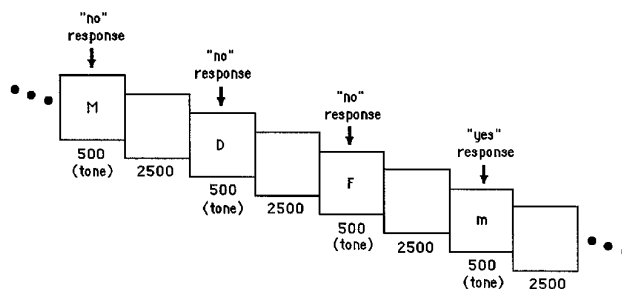 "no"
response
M
500
(tone)
2500
"no"
response
D
500
(tone)
2500
"no"
response
F
500
(tone)
2500
"yes"
response
m
500
(tone)
2500